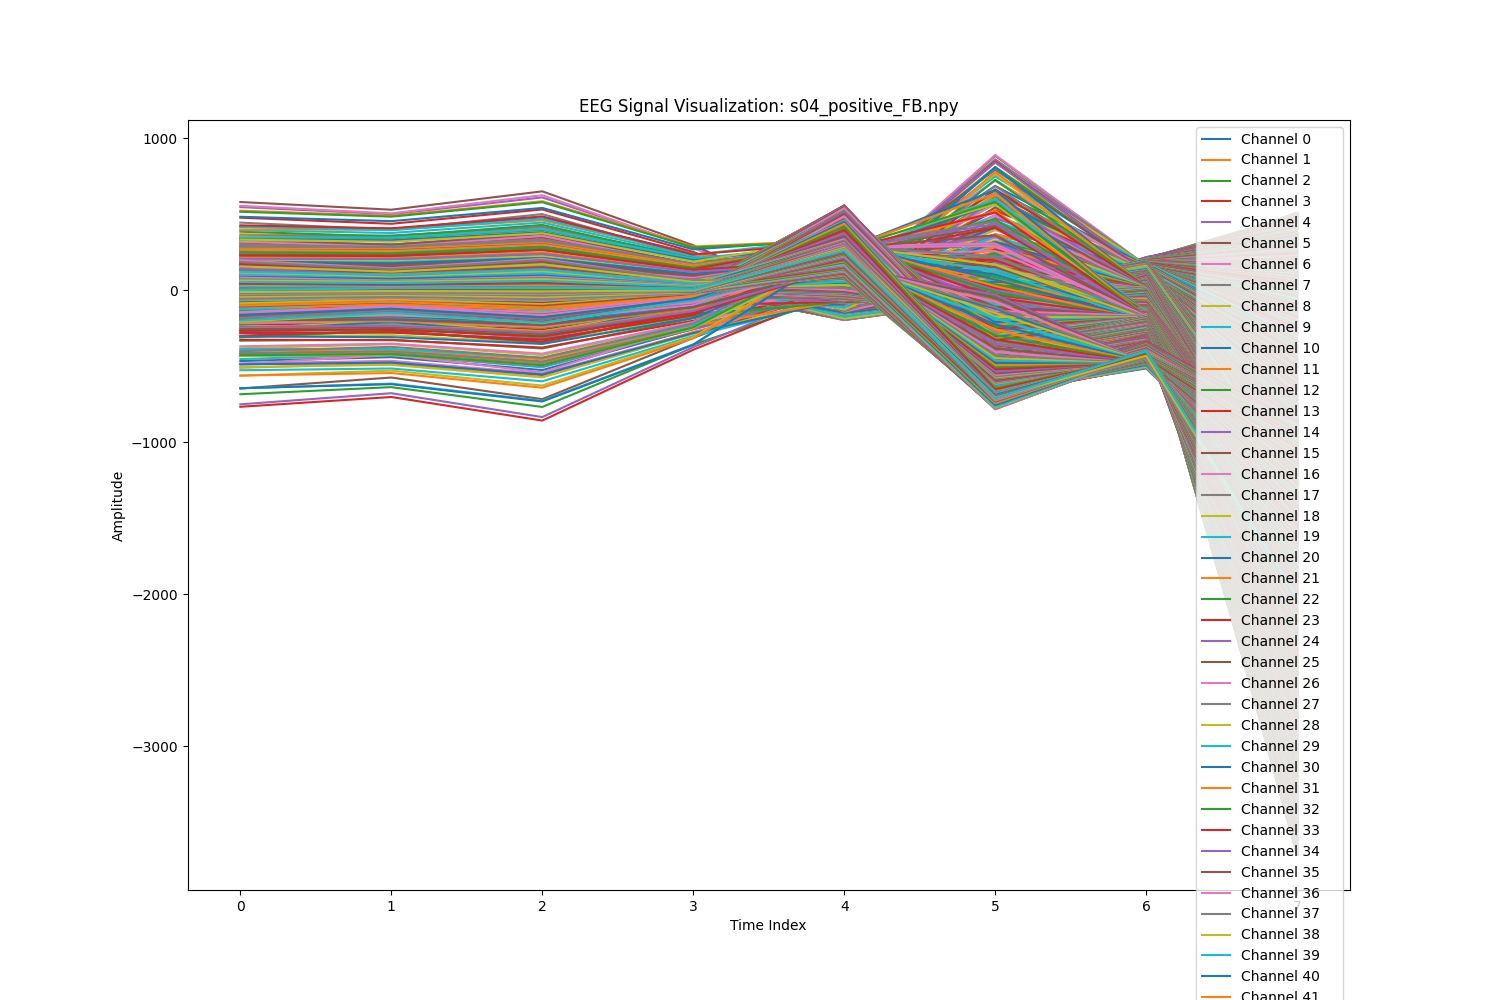 EEG Signal Visualization: s04_positive_FB.npy
1000
0
−1000
−2000
−3000
Amplitude
0
1
2
3
4
5
6
7
Time Index
Channel 0
Channel 1
Channel 2
Channel 3
Channel 4
Channel 5
Channel 6
Channel 7
Channel 8
Channel 9
Channel 10
Channel 11
Channel 12
Channel 13
Channel 14
Channel 15
Channel 16
Channel 17
Channel 18
Channel 19
Channel 20
Channel 21
Channel 22
Channel 23
Channel 24
Channel 25
Channel 26
Channel 27
Channel 28
Channel 29
Channel 30
Channel 31
Channel 32
Channel 33
Channel 34
Channel 35
Channel 36
Channel 37
Channel 38
Channel 39
Channel 40
Channel 41